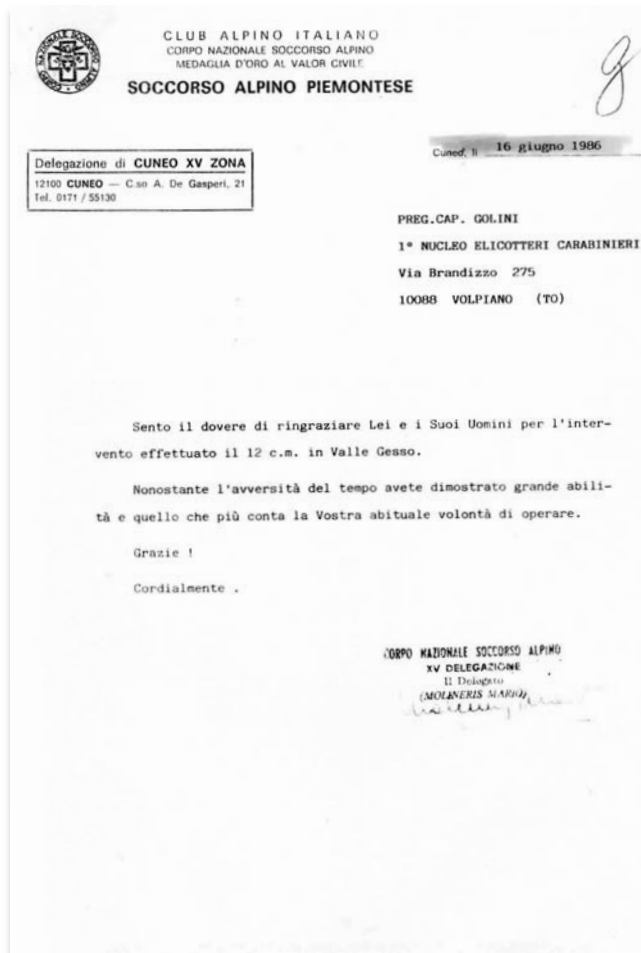 CLUB ALPINO ITALIANO
CORPO NAZIONALE SOCCORSO ALPINO
MEDAGLIA D'ORO AL VALOR CIVILE
SOCCORSO ALPINO PIEMONTESE
Cuneo, li 16 giugno 1986
Delegazione di CUNEO XV ZONA
12100 CUNEO — C.so A. De Gasperi, 21
Tel. 0171 / 55130
PREG.CAP. GOLINI
1° NUCLEO ELICOTTERI CARABINIERI
Via Brandizzo 275
10088 VOLPIANO (TO)
Sento il dovere di ringraziare Lei e i Suoi Uomini per l'inter-
vento effettuato il 12 c.m. in Valle Gesso.
Nonostante l'avversità del tempo avete dimostrato grande abili-
tà e quello che più conta la Vostra abituale volontà di operare.
Grazie !
Cordialmente .
CORPO NAZIONALE SOCCORSO ALPINO
XV DELEGAZIONE
Il Delegato
(MOLINERIS MARIO)